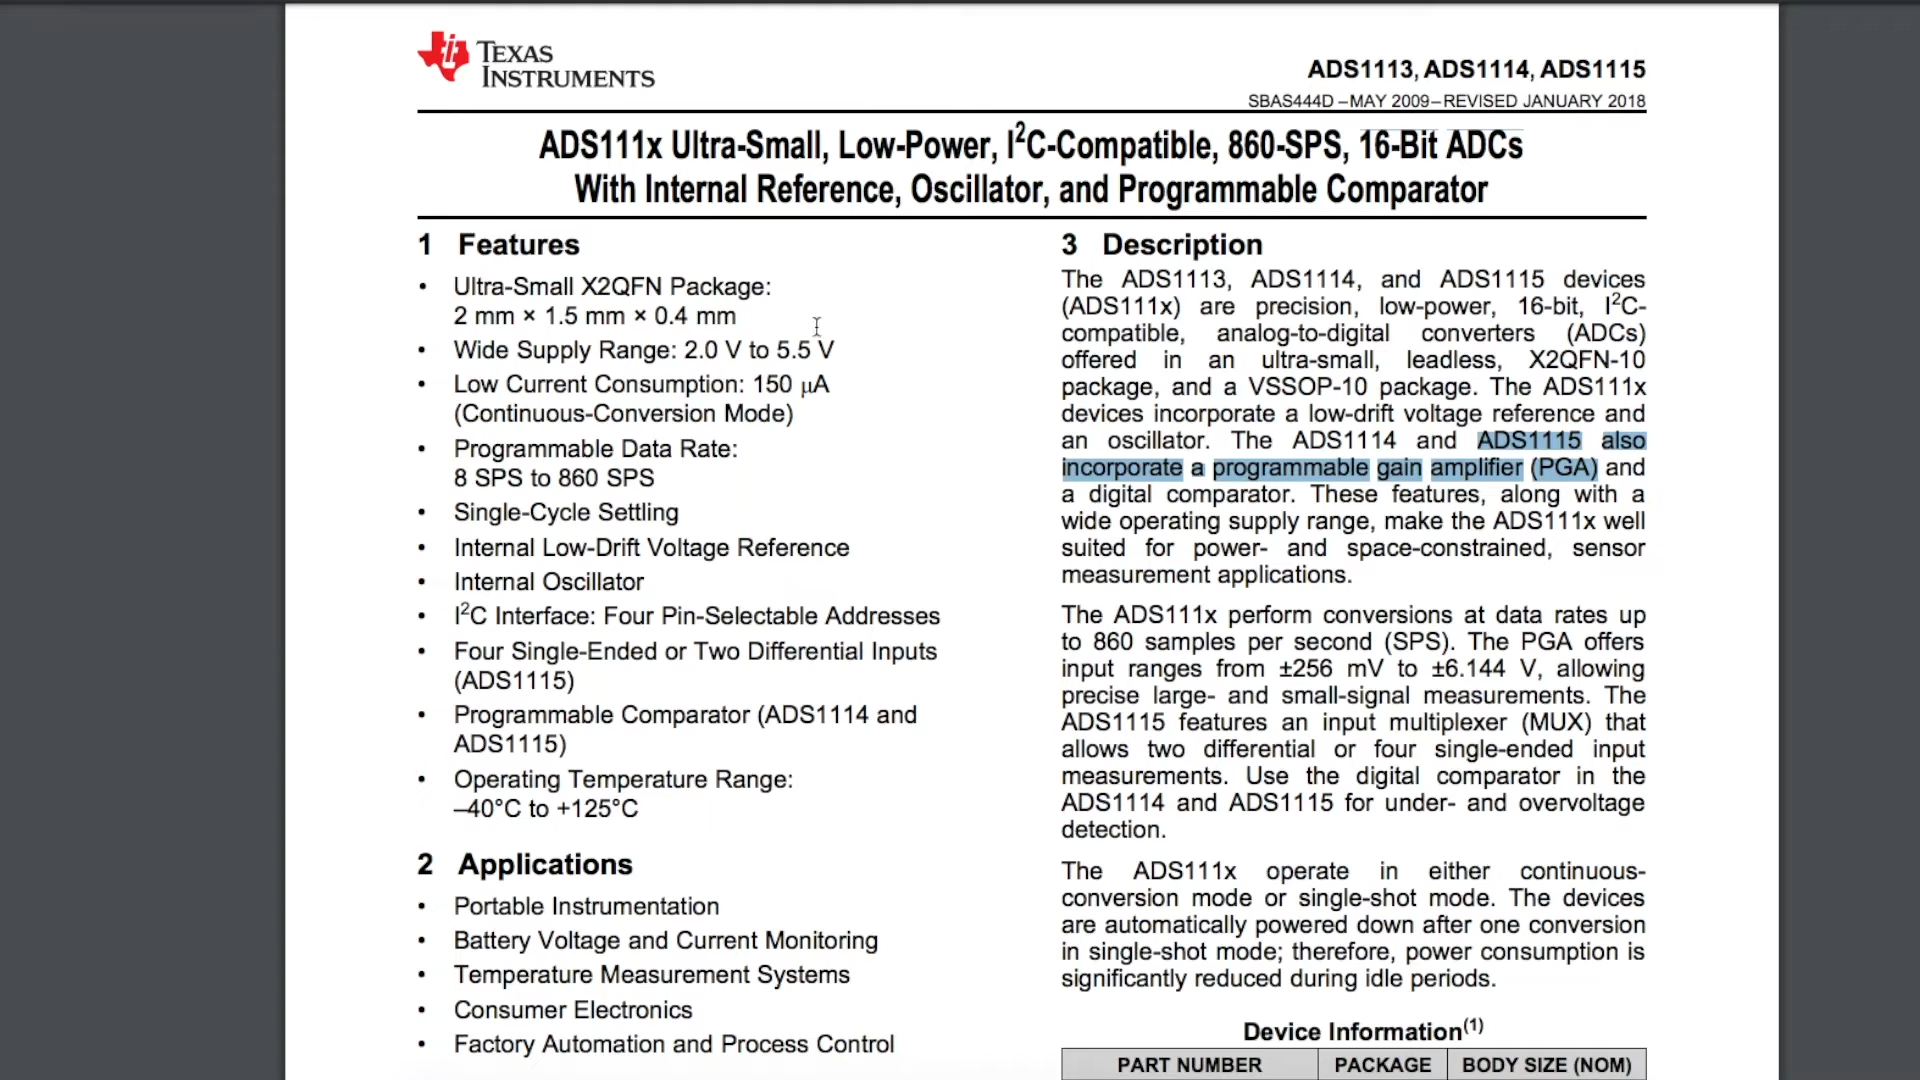 TEXAS
INSTRUMENTS
ADS1113, ADS1114, ADS1115
SBAS444D – MAY 2009 – REVISED JANUARY 2018
ADS111x Ultra-Small, Low-Power, I²C-Compatible, 860-SPS, 16-Bit ADCs
With Internal Reference, Oscillator, and Programmable Comparator
1 Features
• Ultra-Small X2QFN Package:
2 mm × 1.5 mm × 0.4 mm
• Wide Supply Range: 2.0 V to 5.5 V
• Low Current Consumption: 150 μA
(Continuous-Conversion Mode)
• Programmable Data Rate:
8 SPS to 860 SPS
• Single-Cycle Settling
• Internal Low-Drift Voltage Reference
• Internal Oscillator
• I²C Interface: Four Pin-Selectable Addresses
• Four Single-Ended or Two Differential Inputs
(ADS1115)
• Programmable Comparator (ADS1114 and
ADS1115)
• Operating Temperature Range:
–40°C to +125°C
2 Applications
• Portable Instrumentation
• Battery Voltage and Current Monitoring
• Temperature Measurement Systems
• Consumer Electronics
• Factory Automation and Process Control
3 Description
The ADS1113, ADS1114, and ADS1115 devices
(ADS111x) are precision, low-power, 16-bit, I²C-
compatible, analog-to-digital converters (ADCs)
offered in an ultra-small, leadless, X2QFN-10
package, and a VSSOP-10 package. The ADS111x
devices incorporate a low-drift voltage reference and
an oscillator. The ADS1114 and ADS1115 also
incorporate a programmable gain amplifier (PGA) and
a digital comparator. These features, along with a
wide operating supply range, make the ADS111x well
suited for power- and space-constrained, sensor
measurement applications.
The ADS111x perform conversions at data rates up
to 860 samples per second (SPS). The PGA offers
input ranges from ±256 mV to ±6.144 V, allowing
precise large- and small-signal measurements. The
ADS1115 features an input multiplexer (MUX) that
allows two differential or four single-ended input
measurements. Use the digital comparator in the
ADS1114 and ADS1115 for under- and overvoltage
detection.
The ADS111x operate in either continuous-
conversion mode or single-shot mode. The devices
are automatically powered down after one conversion
in single-shot mode; therefore, power consumption is
significantly reduced during idle periods.
Device Information(1)
PART NUMBER PACKAGE BODY SIZE (NOM)